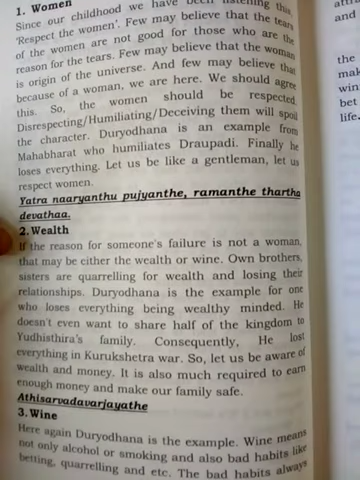 1. Women
Since our childhood we have been listening this,
'Respect the women'. Few may believe that the tears
of the women are not good for those who are the
reason for the tears. Few may believe that the woman
is origin of the universe. And few may believe that
because of a woman, we are here. We should agree
this. So, the women should be respected.
Disrespecting/Humiliating/Deceiving them will spoil
the character. Duryodhana is an example from
Mahabharat who humiliates Draupadi. Finally he
loses everything. Let us be like a gentleman, let us
respect women.
Yatra naaryanthu pujyanthe, ramanthe thartha
devathaa.
2. Wealth
If the reason for someone's failure is not a woman,
that may be either the wealth or wine. Own brothers,
sisters are quarrelling for wealth and losing their
relationships. Duryodhana is the example for one
who loses everything being wealthy minded. He
doesn't even want to share half of the kingdom to
Yudhisthira's family. Consequently, He lost
everything in Kurukshetra war. So, let us be aware of
wealth and money. It is also much required to earn
enough money and make our family safe.
Athisarvadavarjayathe
3. Wine
Here again Duryodhana is the example. Wine means
not only alcohol or smoking and also bad habits like
betting, quarrelling and etc. The bad habits always
and
the
mak
win
bet
life.